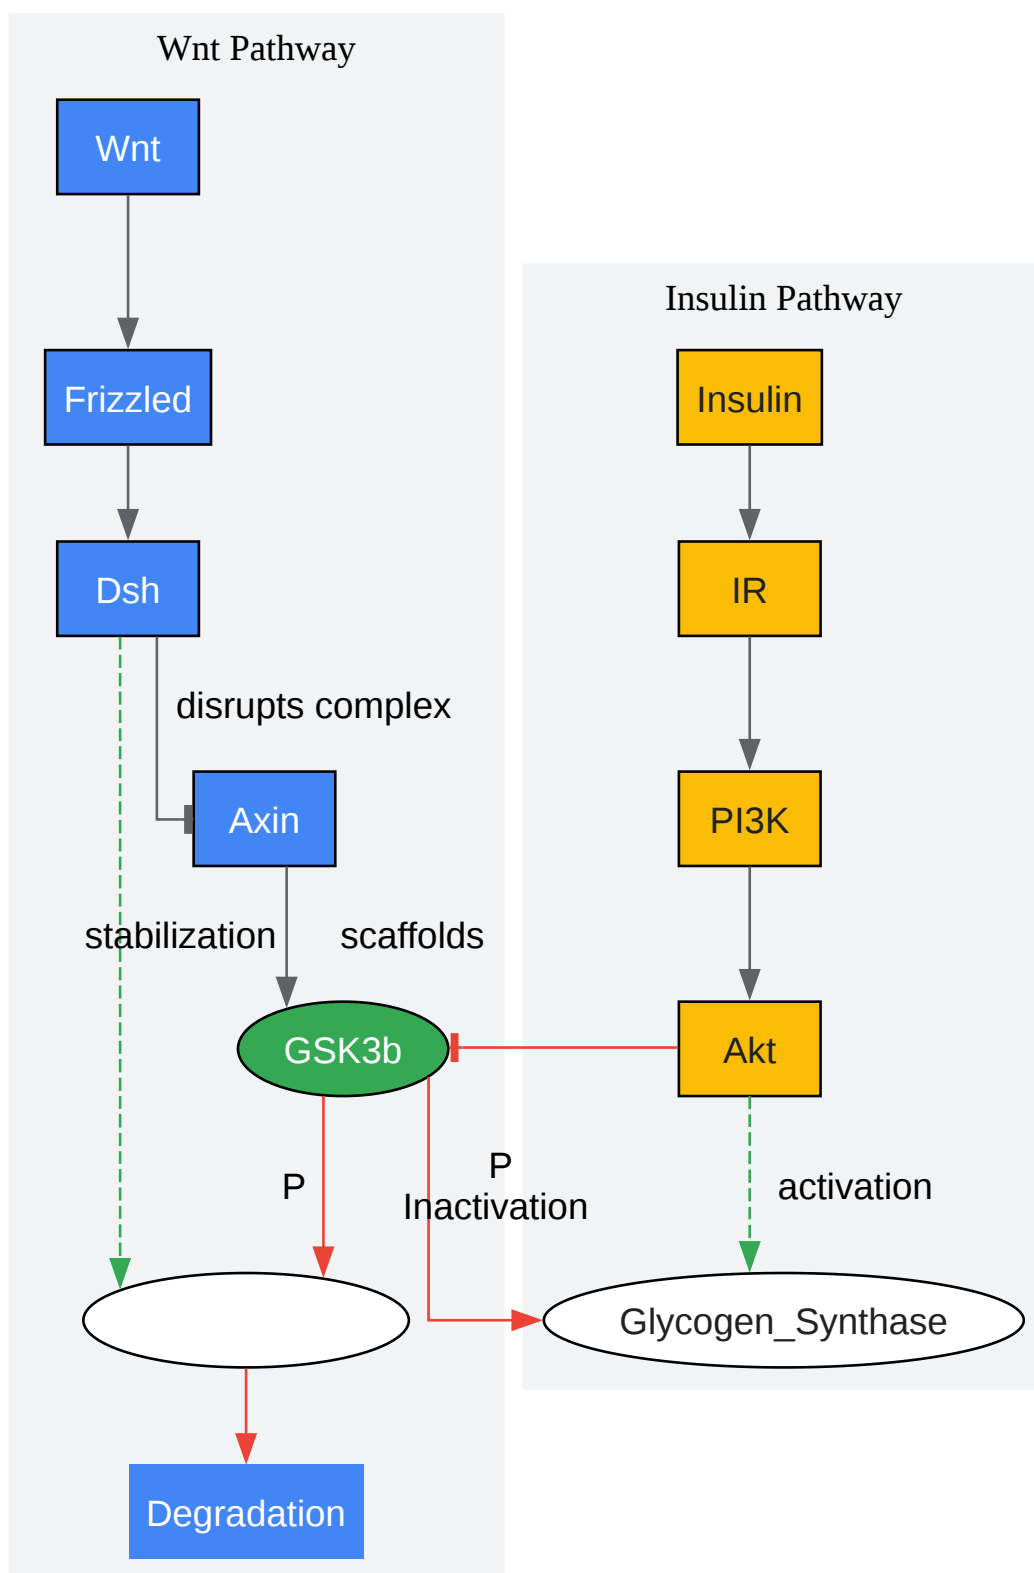 Wnt Pathway
Wnt
Frizzled
Dsh
disrupts complex
Axin
stabilization
scaffolds
GSK3b
P
P
Inactivation
Degradation
Insulin Pathway
Insulin
IR
PI3K
Akt
activation
Glycogen_Synthase